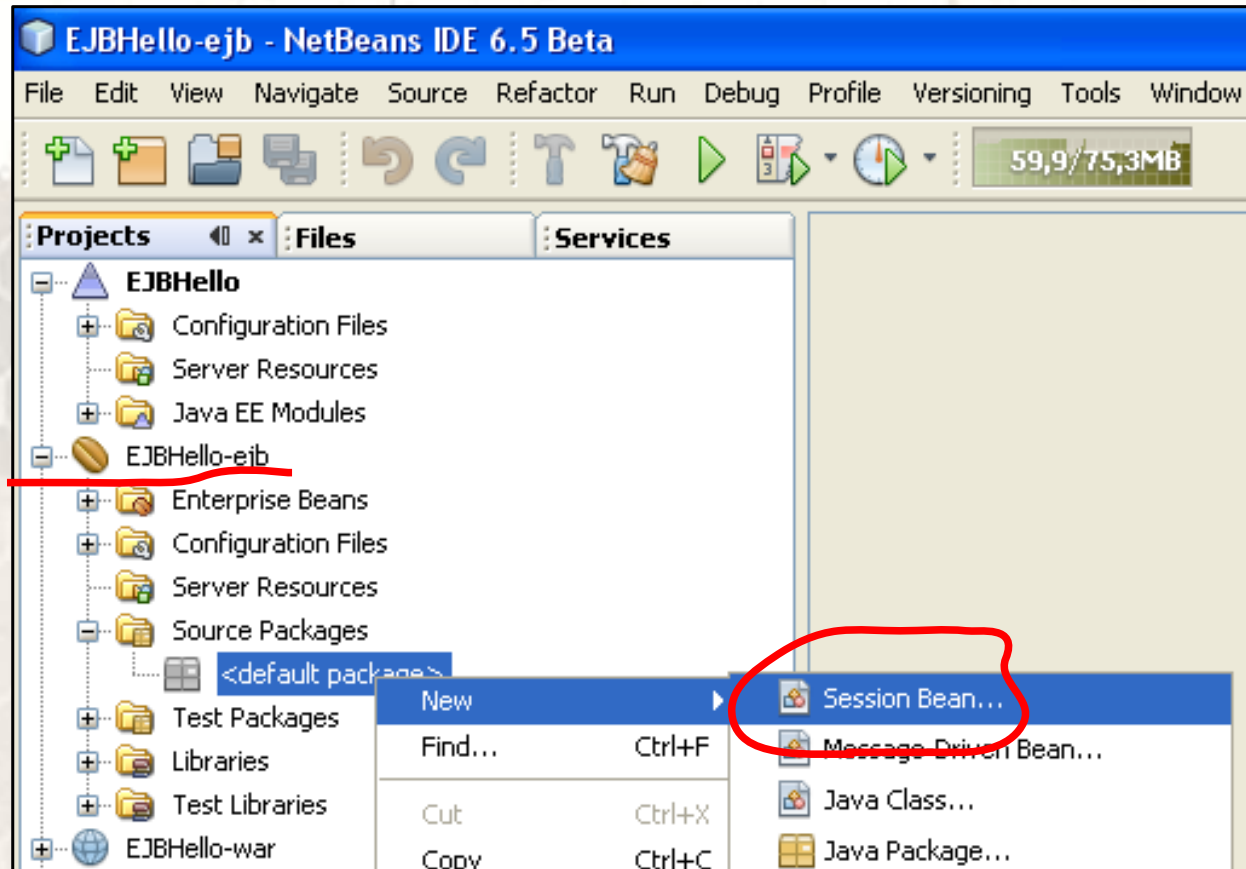 EJBHello-ejb - NetBeans IDE 6.5 Beta
File Edit View Navigate Source Refactor Run Debug Profile Versioning Tools Window
59,9/75,3MB
Projects Files Services
EJBHello
Configuration Files
Server Resources
Java EE Modules
EJBHello-ejb
Enterprise Beans
Configuration Files
Server Resources
Source Packages
<default package>
Test Packages
Libraries
Test Libraries
EJBHello-war
New
Find... Ctrl+F
Cut Ctrl+X
Copy Ctrl+C
Session Bean...
Message-Driven Bean...
Java Class...
Java Package...